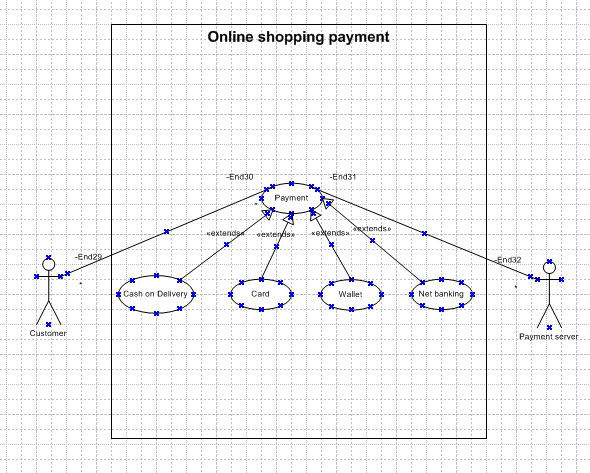 Online shopping payment
-End30
-End31
Payment
*
«extends»
«extends»
«extends»
«extends»
-End29
*
-End32
*
Cash on Delivery
Card
Wallet
Net banking
Customer
Payment server